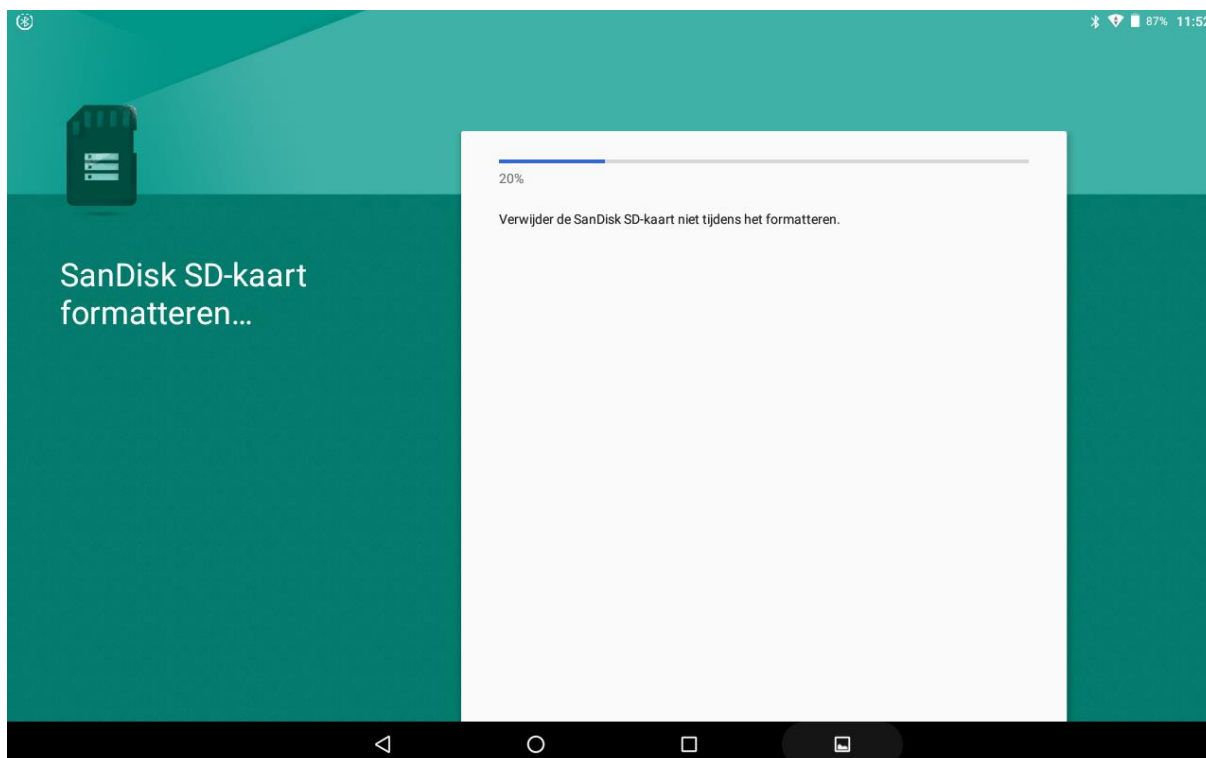 87% 11:52
20%
Verwijder de SanDisk SD-kaart niet tijdens het formatteren.
SanDisk SD-kaart
formatteren...